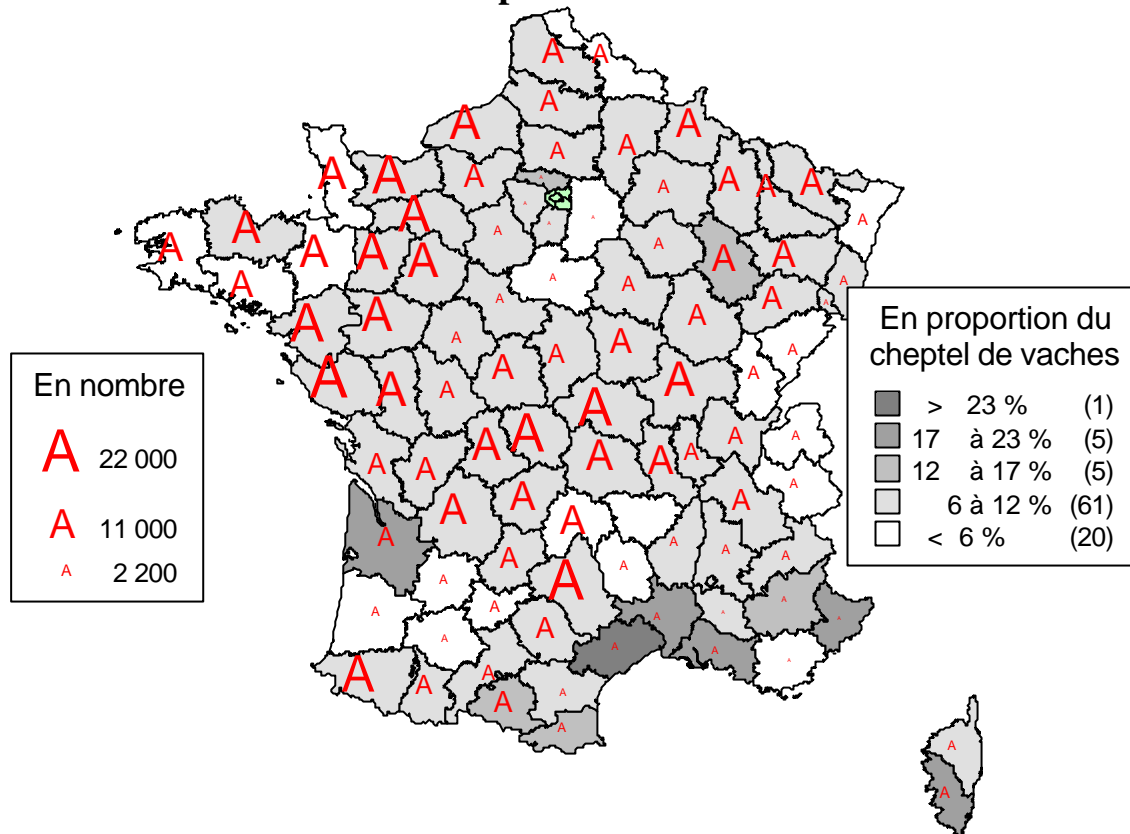 En nombre
A 22 000
A 11 000
A 2 200
En proportion du
cheptel de vaches
> 23 % (1)
17 à 23 % (5)
12 à 17 % (5)
6 à 12 % (61)
< 6 % (20)